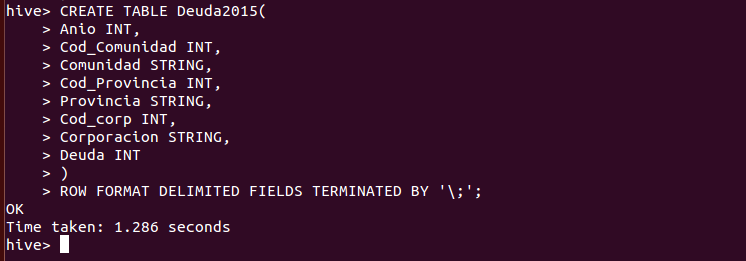 hive> CREATE TABLE Deuda2015(
    > Anio INT,
    > Cod_Comunidad INT,
    > Comunidad STRING,
    > Cod_Provincia INT,
    > Provincia STRING,
    > Cod_corp INT,
    > Corporacion STRING,
    > Deuda INT
    > )
    > ROW FORMAT DELIMITED FIELDS TERMINATED BY '\;';
OK
Time taken: 1.286 seconds
hive>